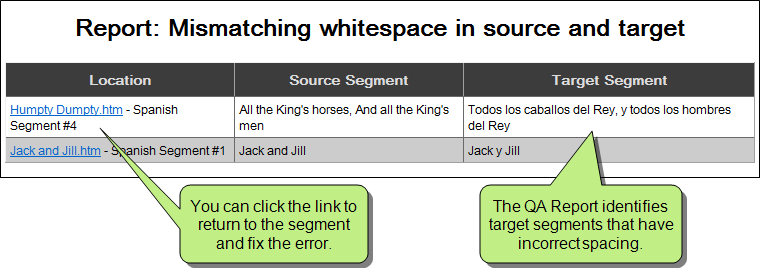 Report: Mismatching whitespace in source and target
Location Source Segment Target Segment
Humpty Dumpty.htm - Spanish
Segment #4
All the King's horses, And all the King's
men
Todos los caballos del Rey, y todos los hombres
del Rey
Jack and Jill.htm - Spanish Segment #1
Jack and Jill
Jack y Jill
You can click the link to
return to the segment
and fix the error.
The QA Report identifies
target segments that have
incorrect spacing.